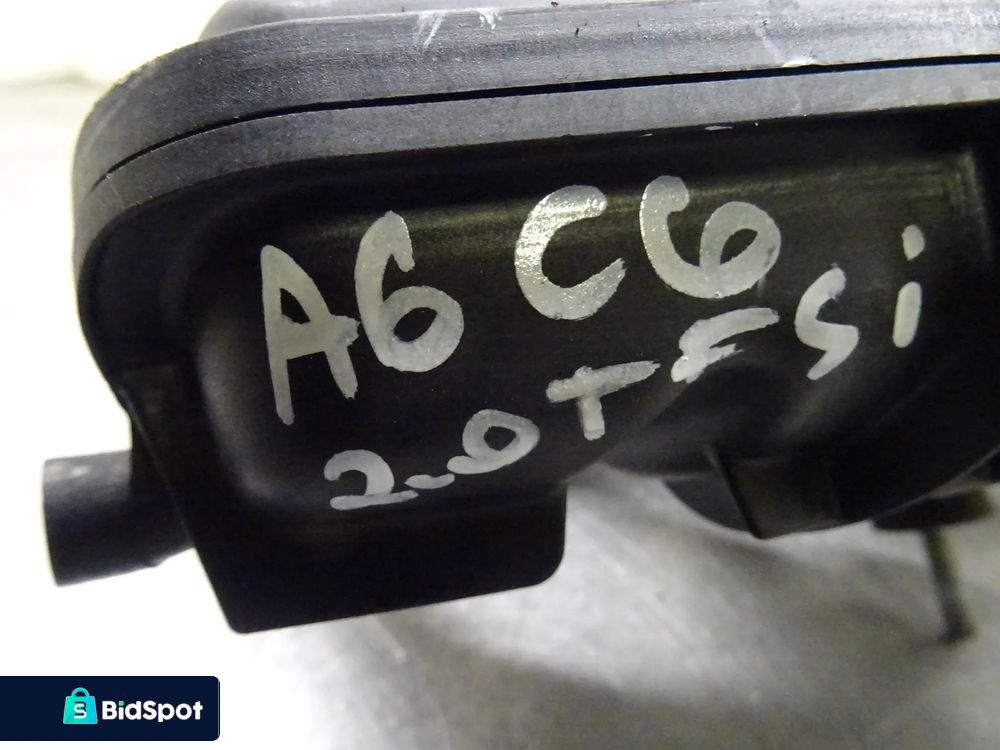 A6 C6
2.0 TFSi
BidSpot